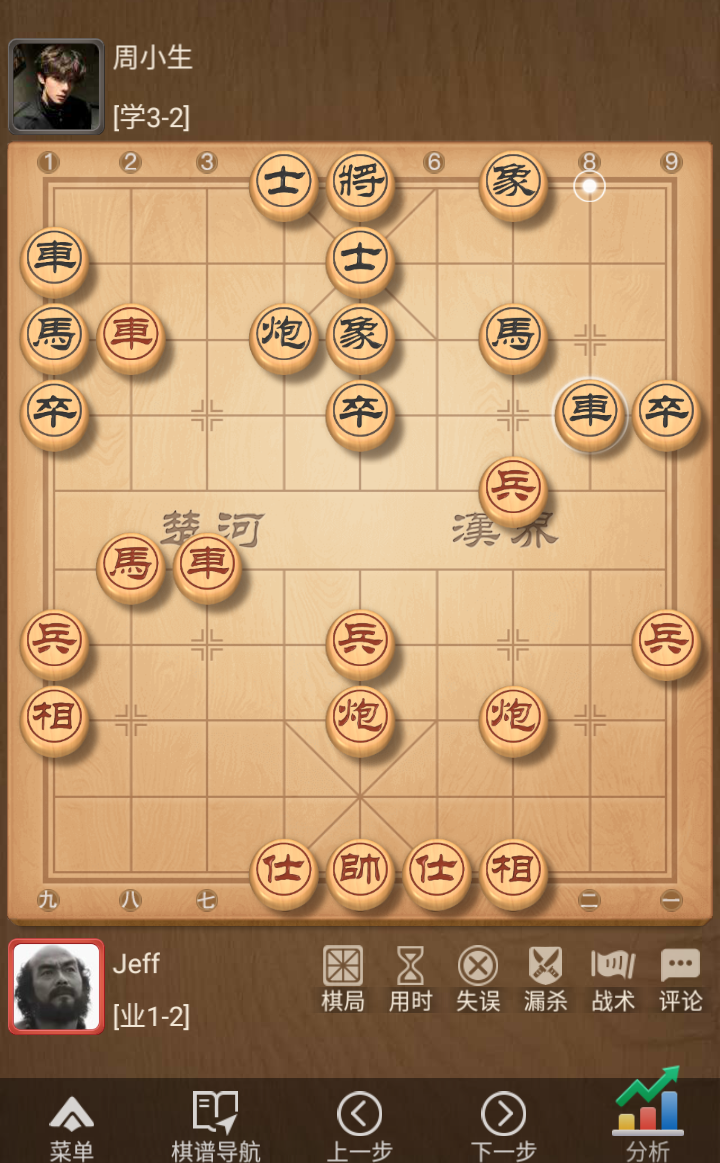 周小生
[学3-2]
1 2 3 6 8 9
士 將 象
車 士
馬 車 炮 象 馬
卒 卒 車 卒
兵
楚河 漢界
馬 車
兵 兵 兵
相 炮 炮
仕 帥 仕 相
九 八 七 二 一
Jeff
[业1-2]
棋局 用时 失误 漏杀 战术 评论
菜单 棋谱导航 上一步 下一步 分析